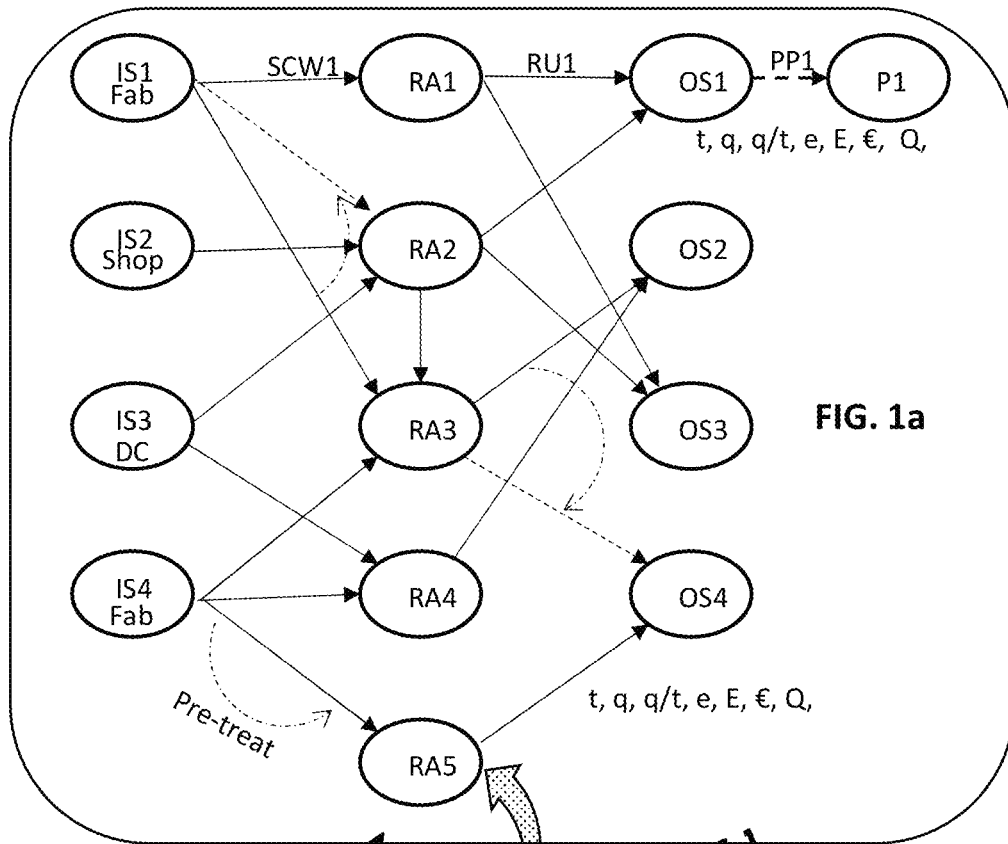 IS1
Fab
SCW1
RA1
RU1
OS1
PP1
P1
t, q, q/t, e, E, €, Q,
IS2
Shop
RA2
OS2
IS3
DC
RA3
OS3
FIG. 1a
IS4
Fab
RA4
OS4
Pre-treat
t, q, q/t, e, E, €, Q,
RA5